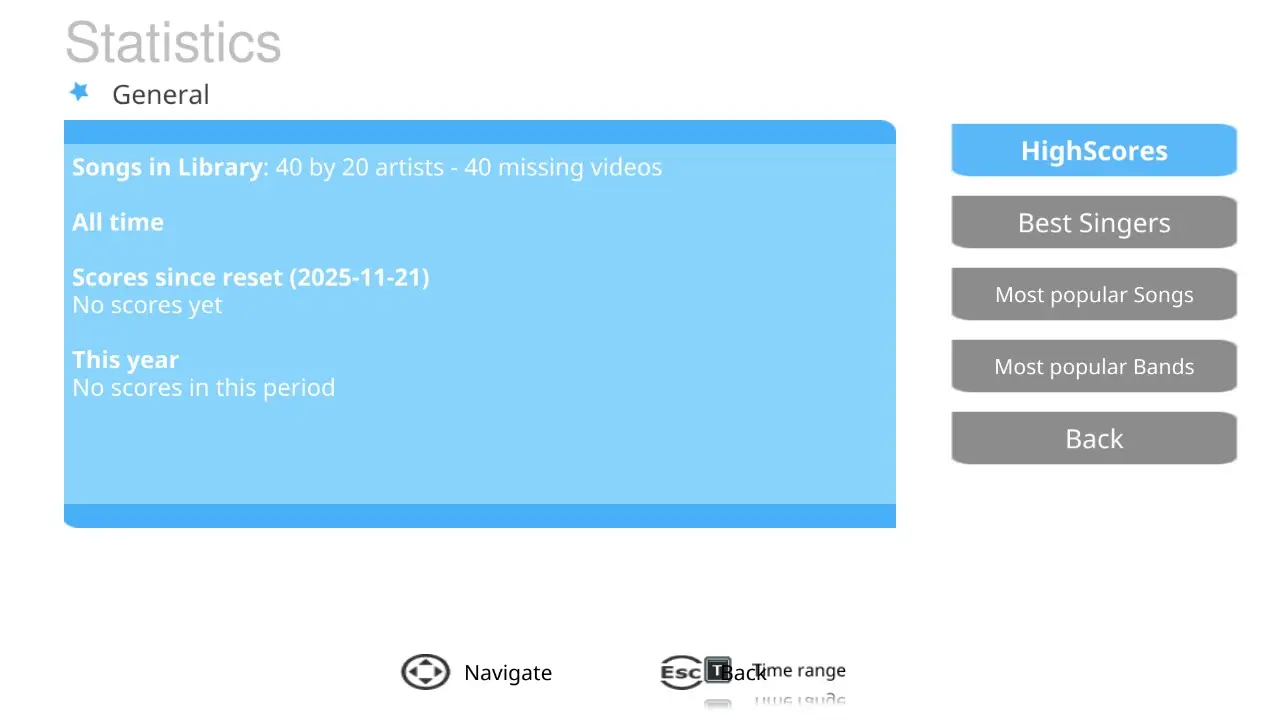 Statistics
General
Songs in Library: 40 by 20 artists - 40 missing videos
All time
Scores since reset (2025-11-21)
No scores yet
This year
No scores in this period
HighScores
Best Singers
Most popular Songs
Most popular Bands
Back
Navigate
Esc Back
T Time range